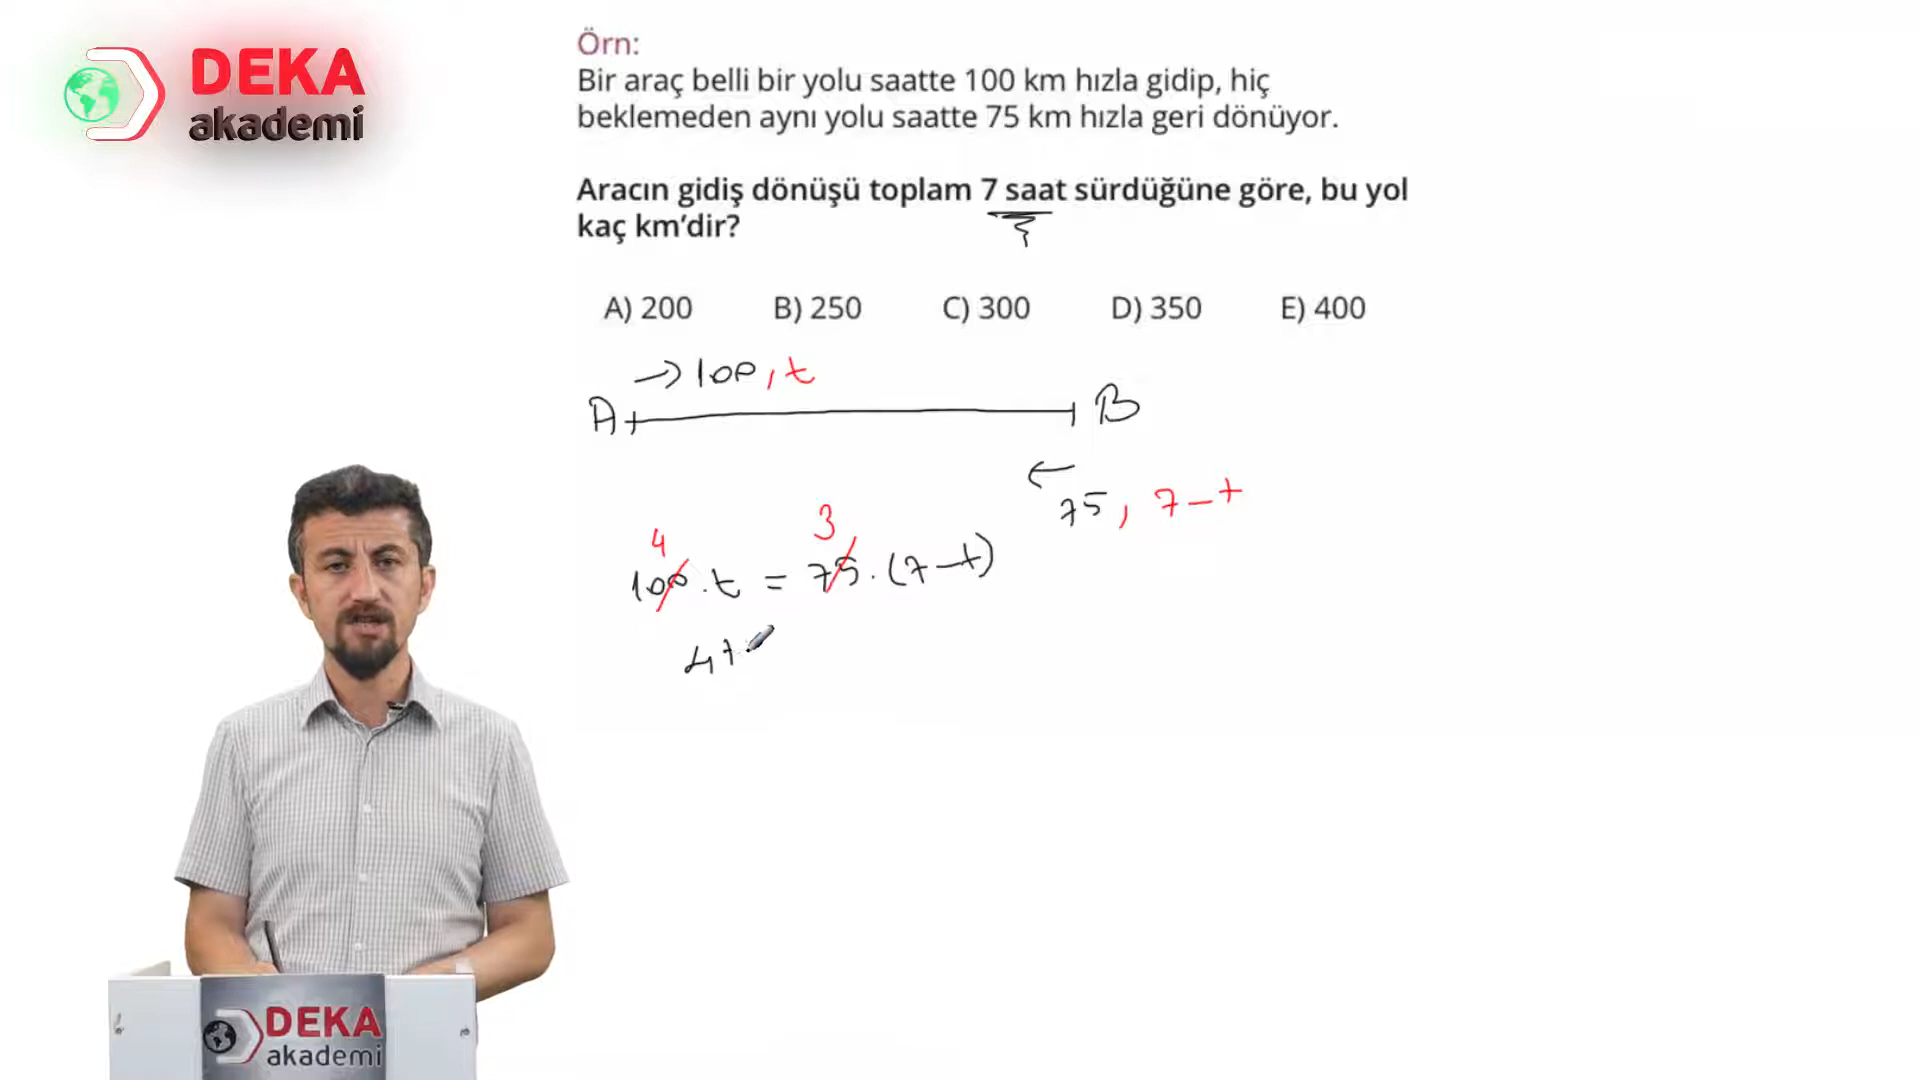 DEKA
akademi
Örn:
Bir araç belli bir yolu saatte 100 km hızla gidip, hiç
beklemeden aynı yolu saatte 75 km hızla geri dönüyor.
Aracın gidiş dönüşü toplam 7 saat sürdüğüne göre, bu yol
kaç km'dir?
A) 200 B) 250 C) 300 D) 350 E) 400
→ 100, t
A B
←
75, 7-t
4 3
100.t = 75.(7-t)
4t
DEKA
akademi